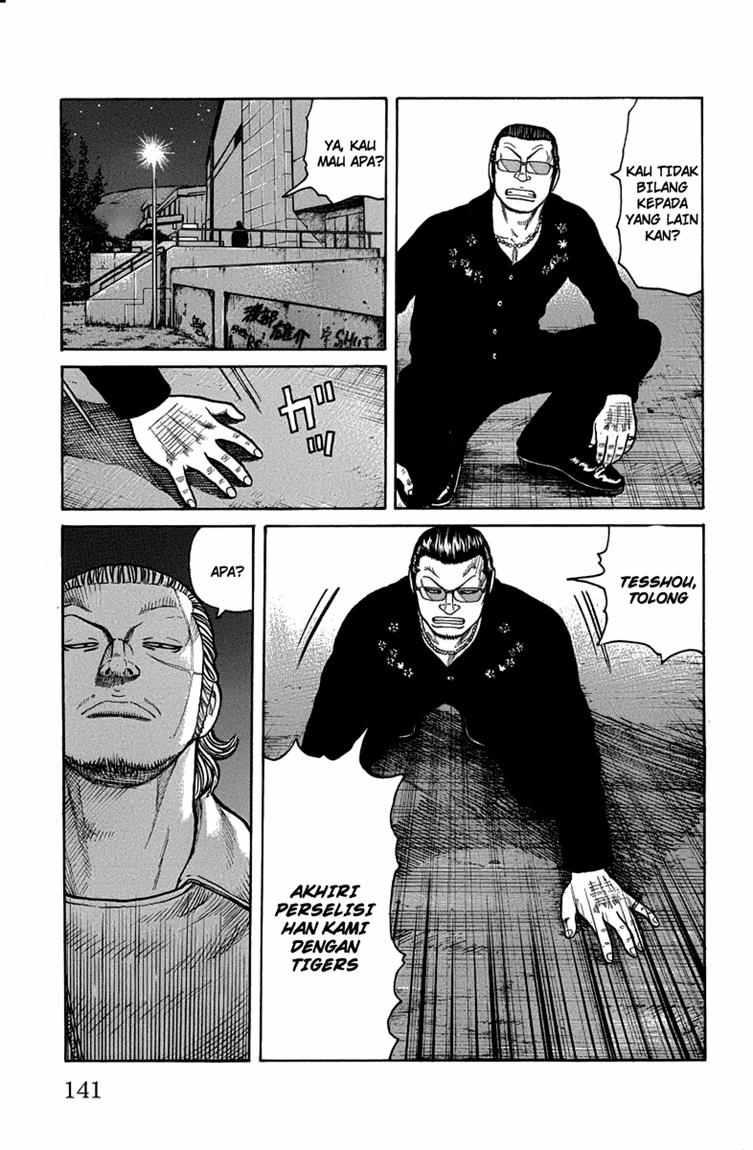 KAU TIDAK
BILANG
KEPADA
YANG LAIN
KAN?
YA, KAU
MAU APA?
SHUT
ガッ
TESSHOU,
TOLONG
AKHIRI
PERSELISI
HAN KAMI
DENGAN
TIGERS
APA?
141